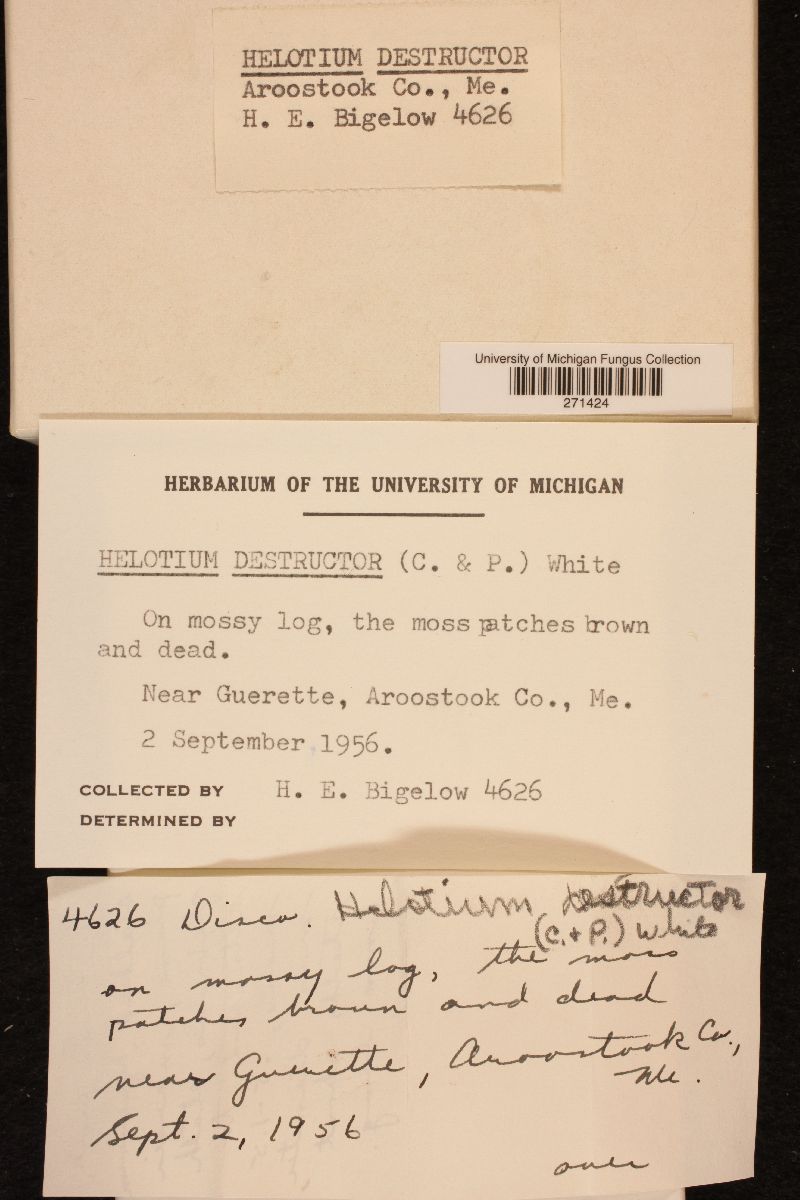 HELOTIUM DESTRUCTOR
Aroostook Co., Me.
H. E. Bigelow 4626
University of Michigan Fungus Collection
271424
HERBARIUM OF THE UNIVERSITY OF MICHIGAN
HELOTIUM DESTRUCTOR (C. & P.) White
On mossy log, the moss patches brown
and dead.
Near Guerette, Aroostook Co., Me.
2 September 1956.
COLLECTED BY H. E. Bigelow 4626
DETERMINED BY
4626 Disco. Helotium destructor
(C. + P.) White
on mossy log, the moss
patches brown and dead
near Guerette, Aroostook Co.,
Me.
Sept. 2, 1956
over